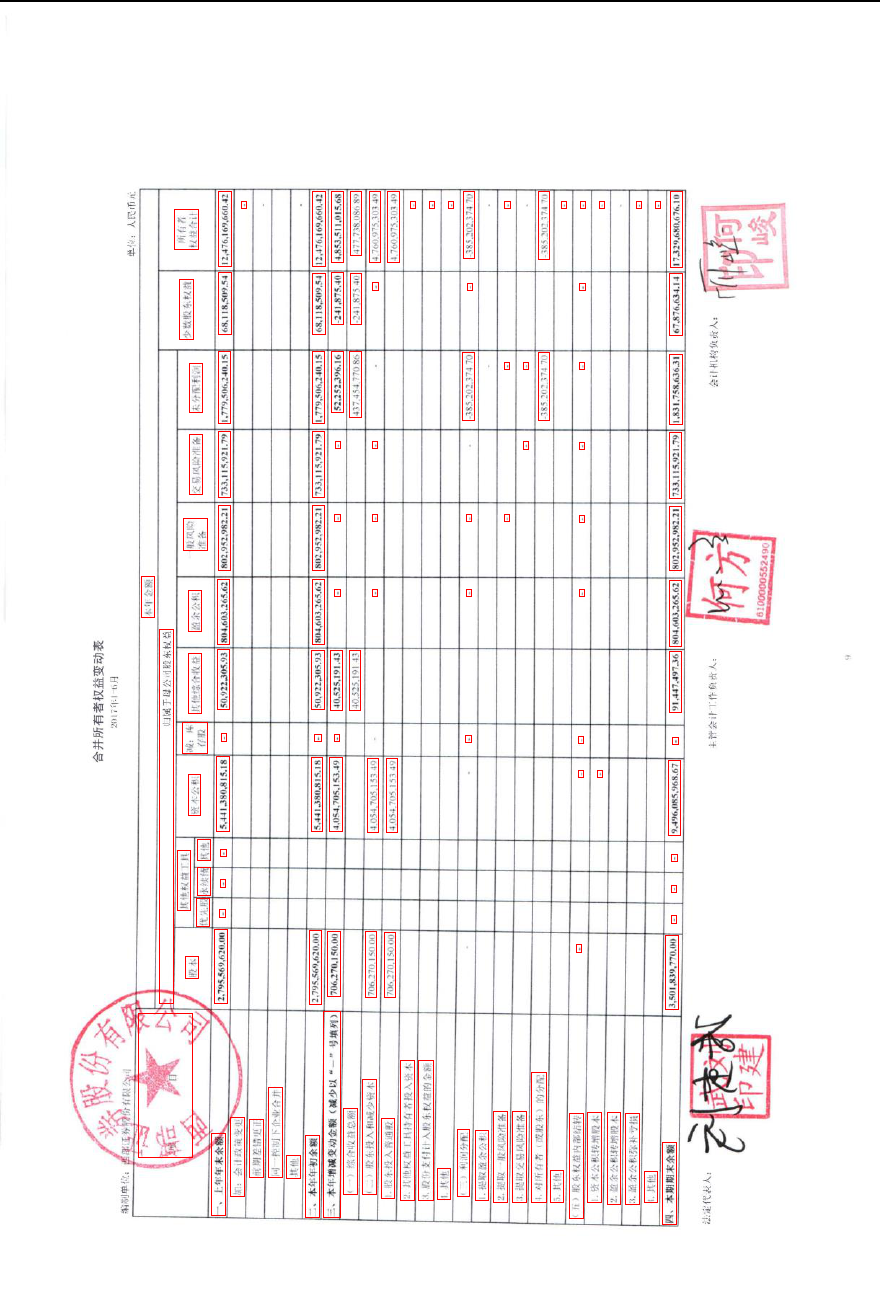 合并所有者权益变动表
2017年1-6月
编制单位：西部证券股份有限公司
单位：人民币元
项 目
本年金额
归属于母公司股东权益
少数股东权益
所有者权益合计
股本
其他权益工具
资本公积
减：库存股
其他综合收益
盈余公积
一般风险准备
交易风险准备
未分配利润
优先股
永续债
其他
一、上年年末余额 2,795,569,620.00 - - - 5,441,380,815.18 - 50,922,305.93 804,603,265.62 802,952,982.21 733,115,921.79 1,779,506,240.15 68,118,509.54 12,476,169,660.42
加：会计政策变更 -
前期差错更正
同一控制下企业合并
其他
二、本年年初余额 2,795,569,620.00 5,441,380,815.18 - 50,922,305.93 804,603,265.62 802,952,982.21 733,115,921.79 1,779,506,240.15 68,118,509.54 12,476,169,660.42
三、本年增减变动金额（减少以“－”号填列） 706,270,150.00 4,054,705,153.49 - 40,525,191.43 - - - 52,252,396.16 -241,875.40 4,853,511,015.68
（一）综合收益总额 40,525,191.43 437,454,770.86 -241,875.40 477,738,086.89
（二）股东投入和减少资本 706,270,150.00 4,054,705,153.49 - - - - - - 4,760,975,303.49
1.股东投入普通股 706,270,150.00 4,054,705,153.49 4,760,975,303.49
2.其他权益工具持有者投入资本 -
3.股份支付计入股东权益的金额 -
4.其他 -
（三）利润分配 - - - - - - -385,202,374.70 - -385,202,374.70
1.提取盈余公积
2.提取一般风险准备 - - -
3.提取交易风险准备 - -
4.对所有者（或股东）的分配 -385,202,374.70 -385,202,374.70
5.其他 -
（五）股东权益内部结转 - - - - - - - - -
1.资本公积转增股本 - -
2.盈余公积转增股本
3.盈余公积弥补亏损 -
4.其他 -
四、本期期末余额 3,501,839,770.00 - - - 9,496,085,968.67 - 91,447,497.36 804,603,265.62 802,952,982.21 733,115,921.79 1,831,758,636.31 67,876,634.14 17,329,680,676.10
法定代表人：
主管会计工作负责人：
会计机构负责人：
何方
6100000552490
何峻印
9